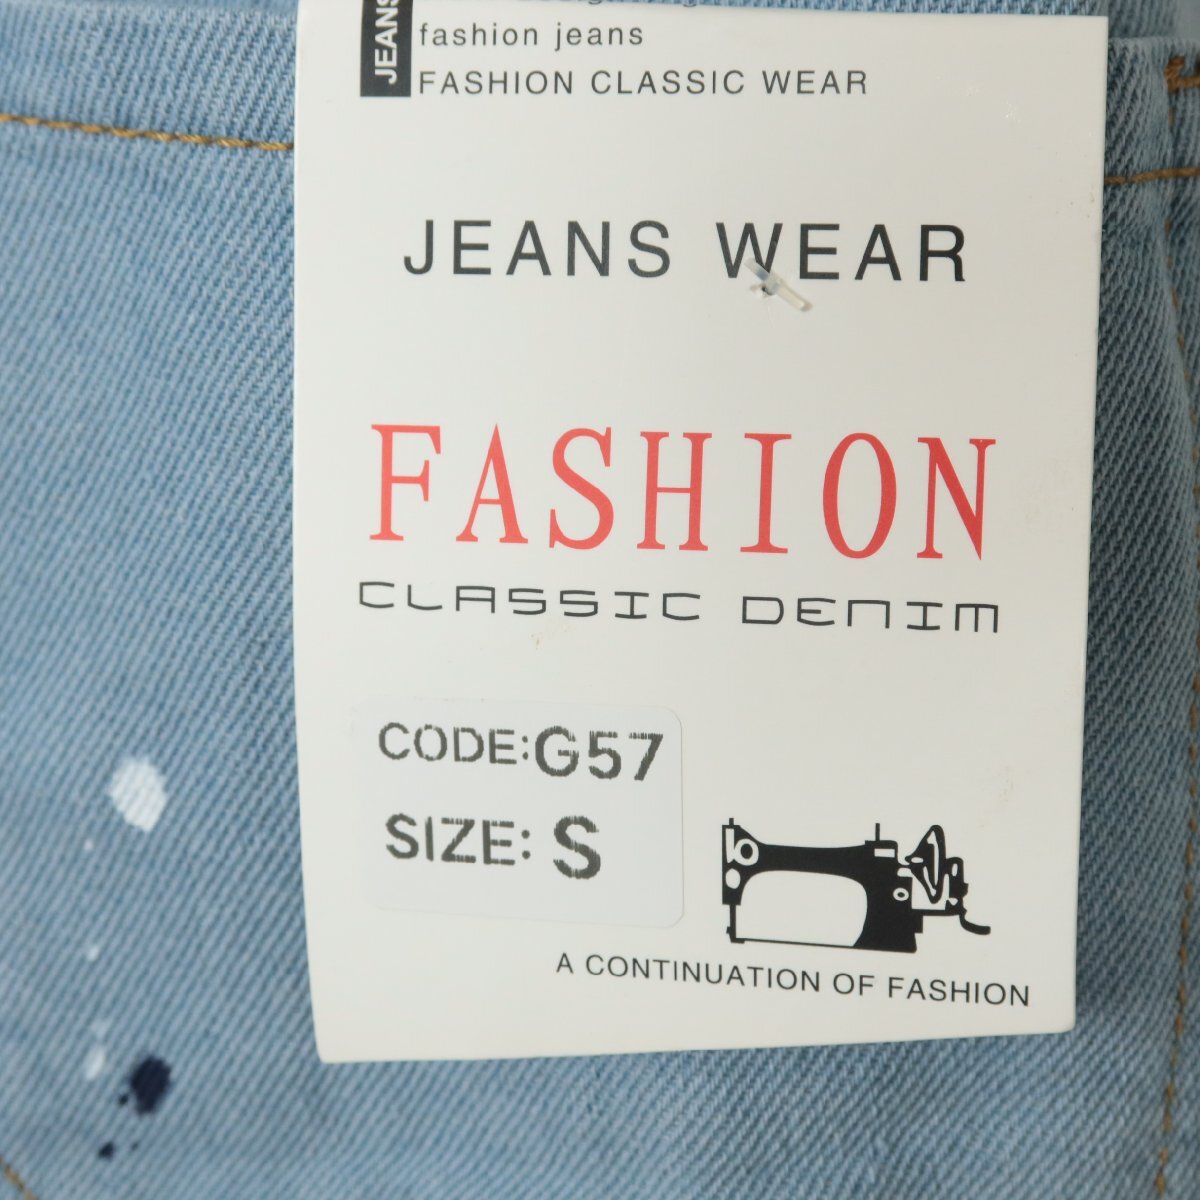 JEANS
fashion jeans
FASHION CLASSIC WEAR
JEANS WEAR
FASHION
CLASSIC DENIM
CODE:G57
SIZE: S
A CONTINUATION OF FASHION